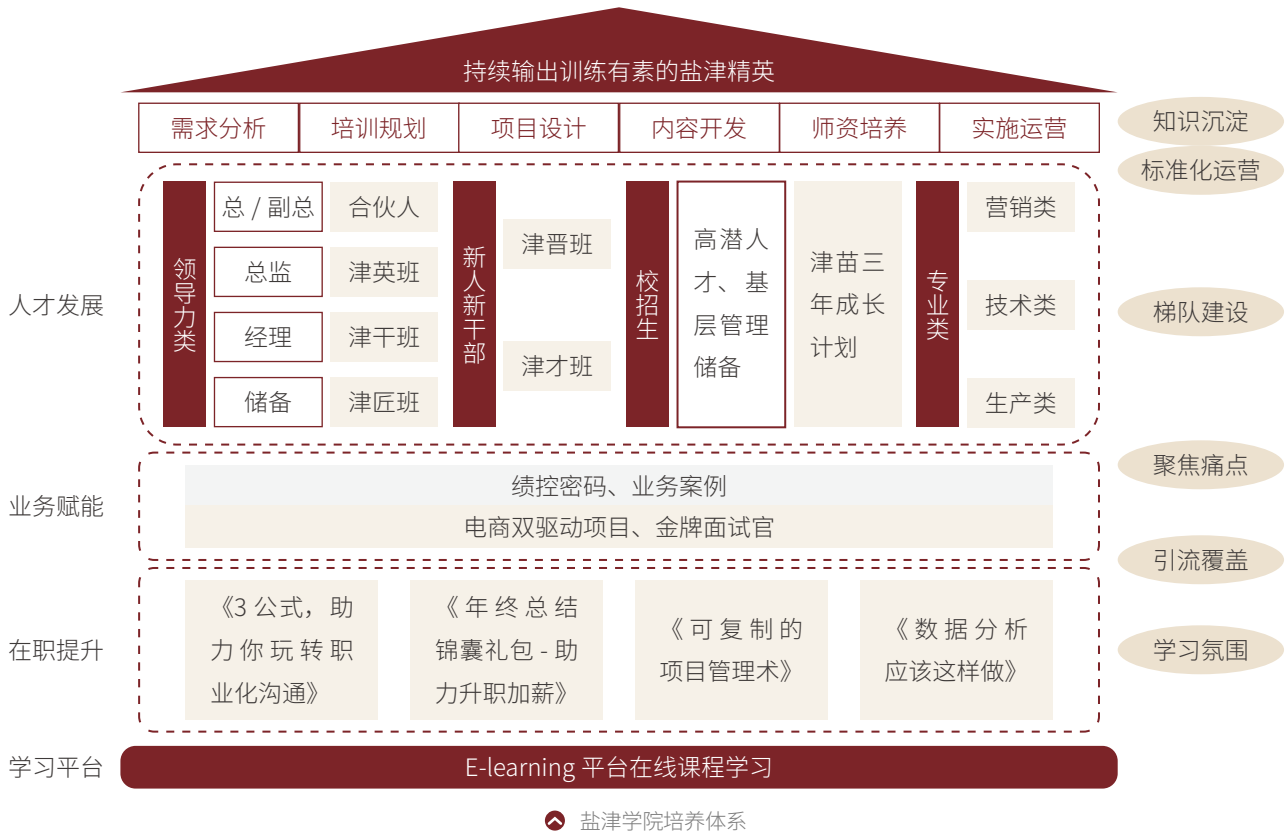 持续输出训练有素的盐津精英
需求分析
培训规划
项目设计
内容开发
师资培养
实施运营
知识沉淀
标准化运营
人才发展
领导力类
总 / 副总
合伙人
总监
津英班
经理
津干班
储备
津匠班
新人新干部
津晋班
津才班
校招生
高潜人
才、基
层管理
储备
津苗三
年成长
计划
专业类
营销类
技术类
生产类
梯队建设
业务赋能
绩控密码、业务案例
电商双驱动项目、金牌面试官
聚焦痛点
引流覆盖
在职提升
《3 公式，助
力你玩转职
业化沟通》
《年终总结
锦囊礼包 - 助
力升职加薪》
《可复制的
项目管理术》
《数据分析
应该这样做》
学习氛围
学习平台
E-learning 平台在线课程学习
盐津学院培养体系